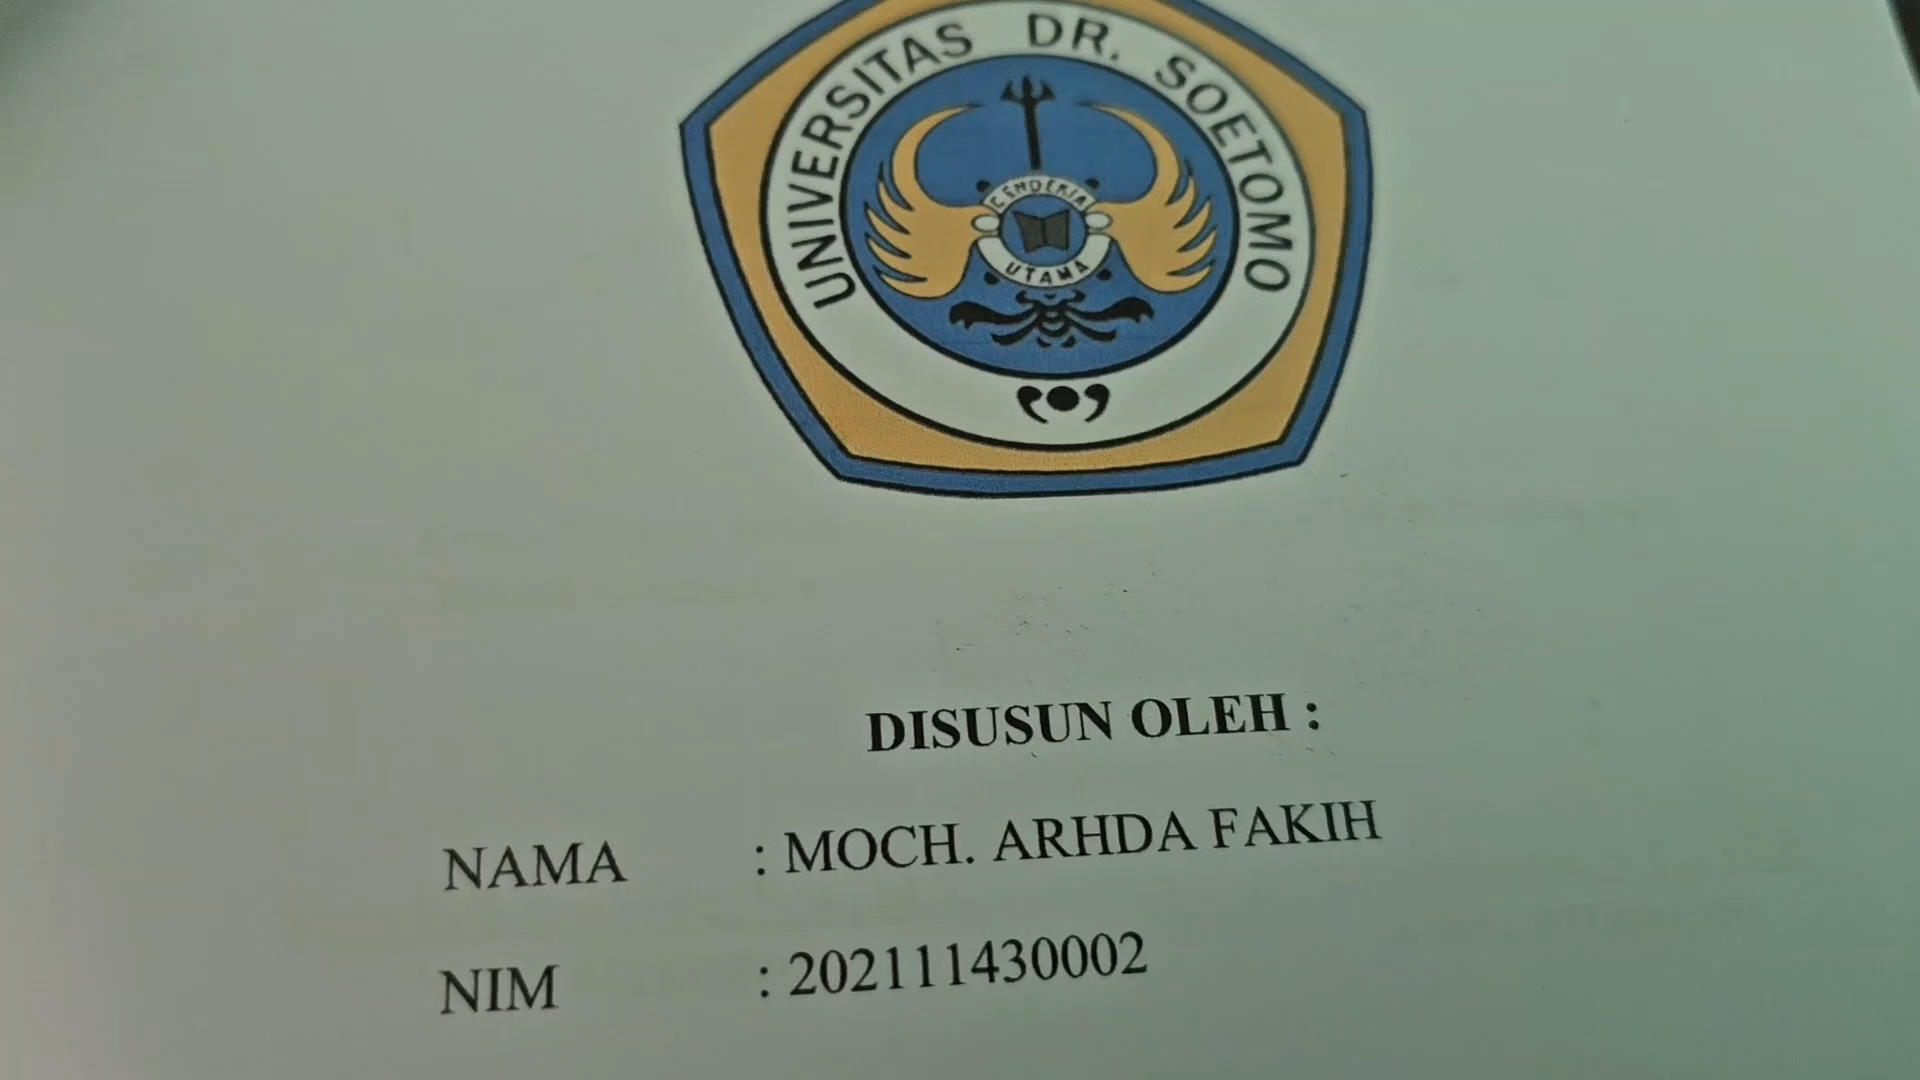 UNIVERSITAS DR. SOETOMO
CENDEKIA
UTAMA
DISUSUN OLEH :
NAMA : MOCH. ARHDA FAKIH
NIM : 202111430002